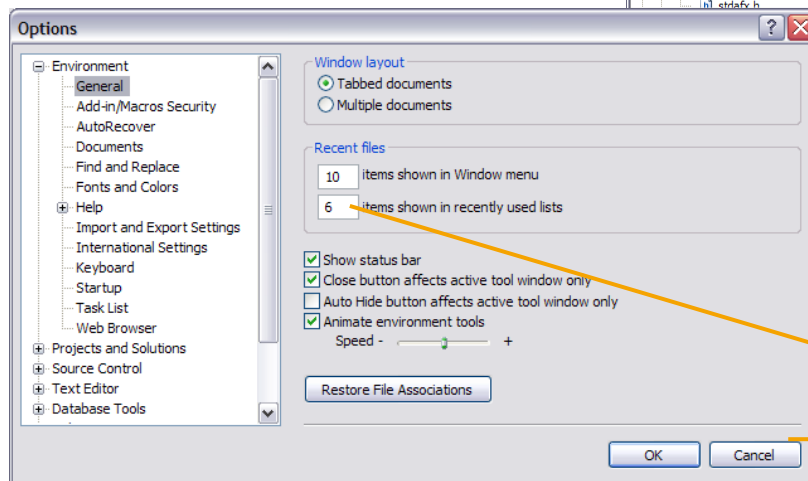 h] stdafx.h
Options
?
Environment
General
Add-in/Macros Security
AutoRecover
Documents
Find and Replace
Fonts and Colors
Help
Import and Export Settings
International Settings
Keyboard
Startup
Task List
Web Browser
Projects and Solutions
Source Control
Text Editor
Database Tools
Window layout
Tabbed documents
Multiple documents
Recent files
10 items shown in Window menu
6 items shown in recently used lists
Show status bar
Close button affects active tool window only
Auto Hide button affects active tool window only
Animate environment tools
Speed - +
Restore File Associations
OK Cancel